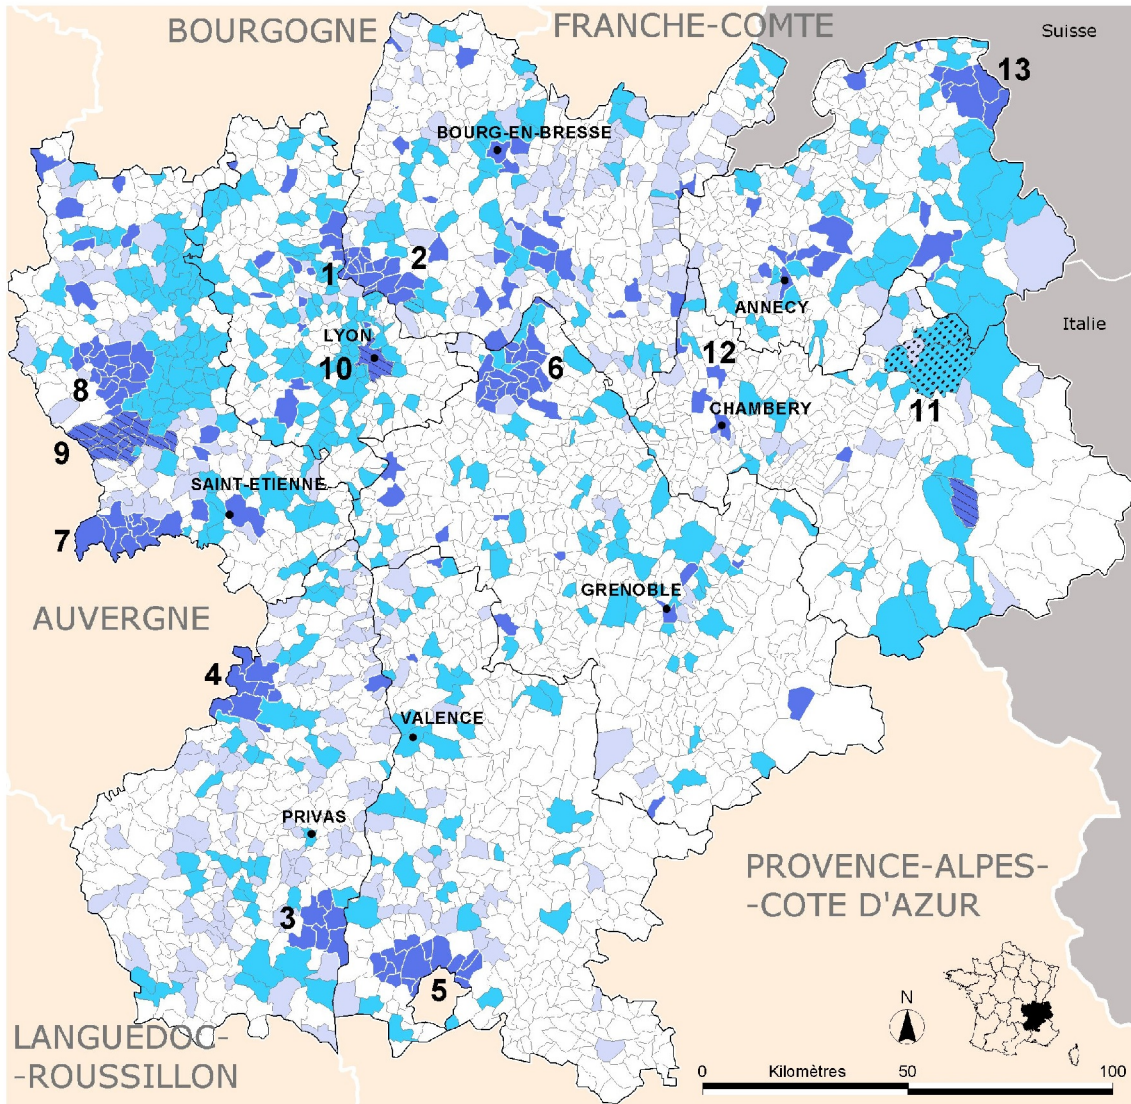 BOURGOGNE
FRANCHE-COMTE
Suisse
13
BOURG-EN-BRESSE
1
2
ANNECY
Italie
LYON
10
6
12
8
CHAMBERY
11
9
SAINT-ETIENNE
7
GRENOBLE
AUVERGNE
4
VALENCE
PRIVAS
PROVENCE-ALPES-
-COTE D'AZUR
3
5
N
LANGUEDOC-
-ROUSSILLON
0 Kilomètres 50 100